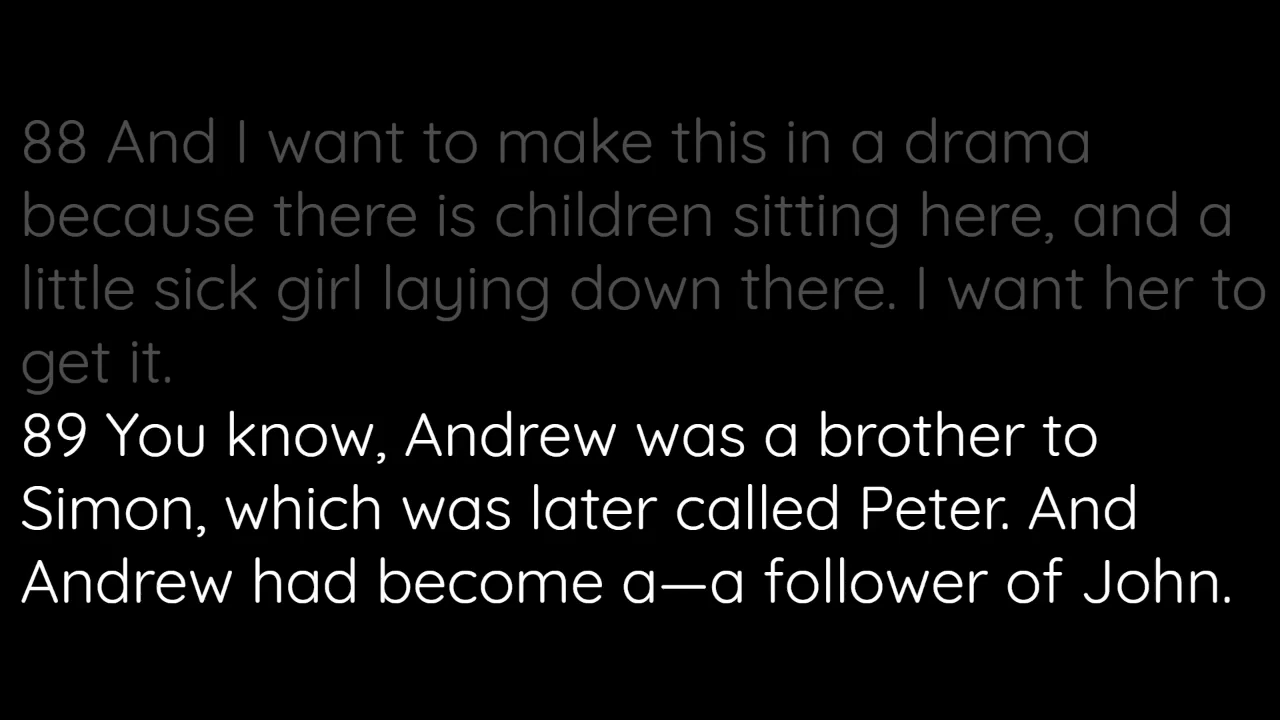 88 And I want to make this in a drama
because there is children sitting here, and a
little sick girl laying down there. I want her to
get it.
89 You know, Andrew was a brother to
Simon, which was later called Peter. And
Andrew had become a—a follower of John.